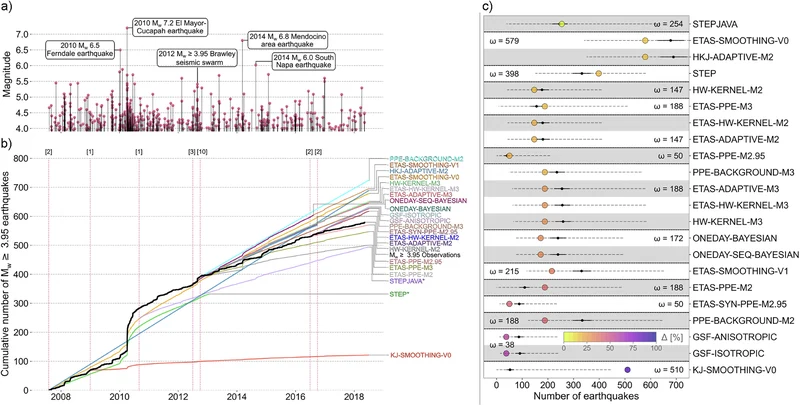 a)
2010 Mw 7.2 El Mayor-
Cucapah earthquake
2010 Mw 6.5
Ferndale earthquake
2012 Mw ≥ 3.95 Brawley
seismic swarm
2014 Mw 6.8 Mendocino
area earthquake
2014 Mw 6.0 South
Napa earthquake
Magnitude
7.0
6.5
6.0
5.5
5.0
4.5
4.0
b)
[2] [1] [1] [3] [10] [2] [2]
Cumulative number of Mw ≥ 3.95 earthquakes
800
700
600
500
400
300
200
100
0
2008 2010 2012 2014 2016 2018
PPE-BACKGROUND-M2
ETAS-SMOOTHING-V1
HKJ-ADAPTIVE-M2
ETAS-SMOOTHING-V0
HW-KERNEL-M3
ETAS-HW-KERNEL-M3
ETAS-ADAPTIVE-M3
ONEDAY-SEQ-BAYESIAN
ONEDAY-BAYESIAN
GSF-ISOTROPIC
GSF-ANISOTROPIC
PPE-BACKGROUND-M3
ETAS-SYN-PPE-M2.95
ETAS-HW-KERNEL-M2
ETAS-ADAPTIVE-M2
HW-KERNEL-M2
Mw ≥ 3.95 Observations
ETAS-PPE-M2.95
ETAS-PPE-M3
ETAS-PPE-M2
STEPJAVA*
STEP*
KJ-SMOOTHING-V0
c)
ω = 254 STEPJAVA
ω = 579 ETAS-SMOOTHING-V0
HKJ-ADAPTIVE-M2
ω = 398 STEP
ω = 147 HW-KERNEL-M2
ω = 188 ETAS-PPE-M3
ETAS-HW-KERNEL-M2
ω = 147 ETAS-ADAPTIVE-M2
ω = 50 ETAS-PPE-M2.95
PPE-BACKGROUND-M3
ω = 188 ETAS-ADAPTIVE-M3
ETAS-HW-KERNEL-M3
HW-KERNEL-M3
ω = 172 ONEDAY-BAYESIAN
ONEDAY-SEQ-BAYESIAN
ω = 215 ETAS-SMOOTHING-V1
ω = 188 ETAS-PPE-M2
ω = 50 ETAS-SYN-PPE-M2.95
ω = 188 PPE-BACKGROUND-M2
ω = 38 GSF-ANISOTROPIC
GSF-ISOTROPIC
Δ [%]
0 25 50 75 100
ω = 510 KJ-SMOOTHING-V0
0 100 200 300 400 500 600 700
Number of earthquakes